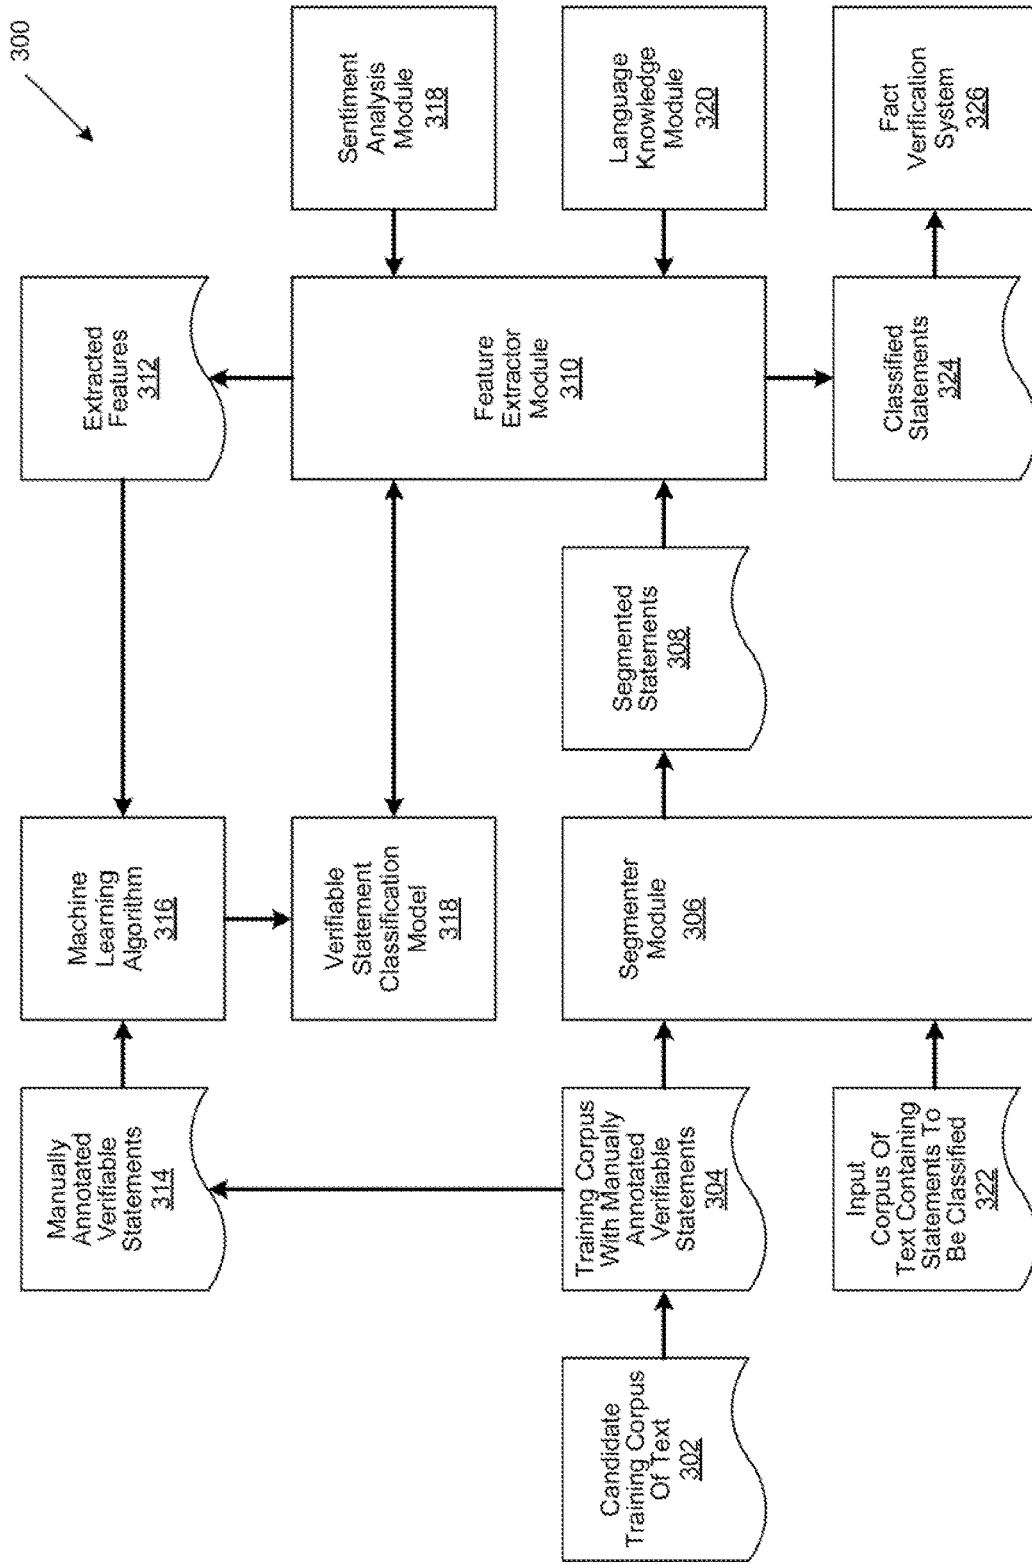 300
Candidate
Training Corpus
Of Text
302
Manually
Annotated
Verifiable
Statements
314
Training Corpus
With Manually
Annotated
Verifiable
Statements
304
Input
Corpus Of
Text Containing
Statements To
Be Classified
322
Machine
Learning
Algorithm
316
Verifiable
Statement
Classification
Model
318
Segmenter
Module
306
Segmented
Statements
308
Extracted
Features
312
Feature
Extractor
Module
310
Classified
Statements
324
Sentiment
Analysis
Module
318
Language
Knowledge
Module
320
Fact
Verification
System
326